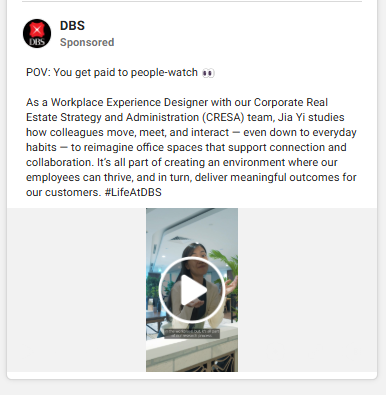 DBS
DBS
Sponsored
POV: You get paid to people-watch 👀
As a Workplace Experience Designer with our Corporate Real
Estate Strategy and Administration (CRESA) team, Jia Yi studies
how colleagues move, meet, and interact — even down to everyday
habits — to reimagine office spaces that support connection and
collaboration. It's all part of creating an environment where our
employees can thrive, and in turn, deliver meaningful outcomes for
our customers. #LifeAtDBS